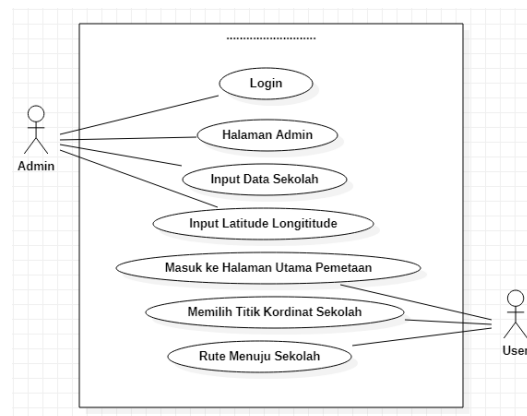 ............................
Login
Halaman Admin
Admin
Input Data Sekolah
Input Latitude Longititude
Masuk ke Halaman Utama Pemetaan
Memilih Titik Kordinat Sekolah
User
Rute Menuju Sekolah